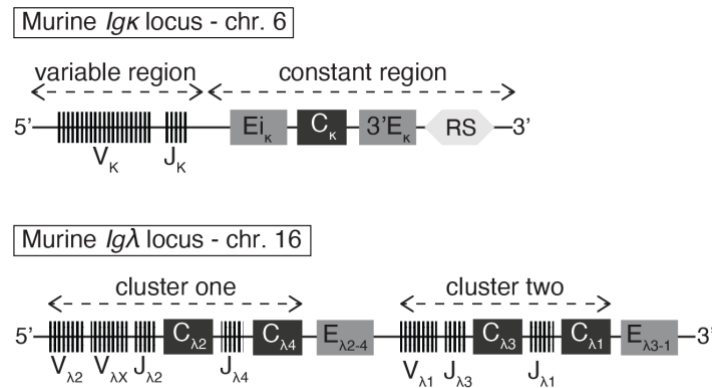 Murine Igκ locus - chr. 6
variable region constant region
5’ Eiκ Cκ 3’Eκ RS 3’
Vκ Jκ
Murine Igλ locus - chr. 16
cluster one cluster two
5’ Cλ2 Cλ4 Eλ2-4 Cλ3 Cλ1 Eλ3-1 3’
Vλ2 VλX Jλ2 Jλ4 Vλ1 Jλ3 Jλ1